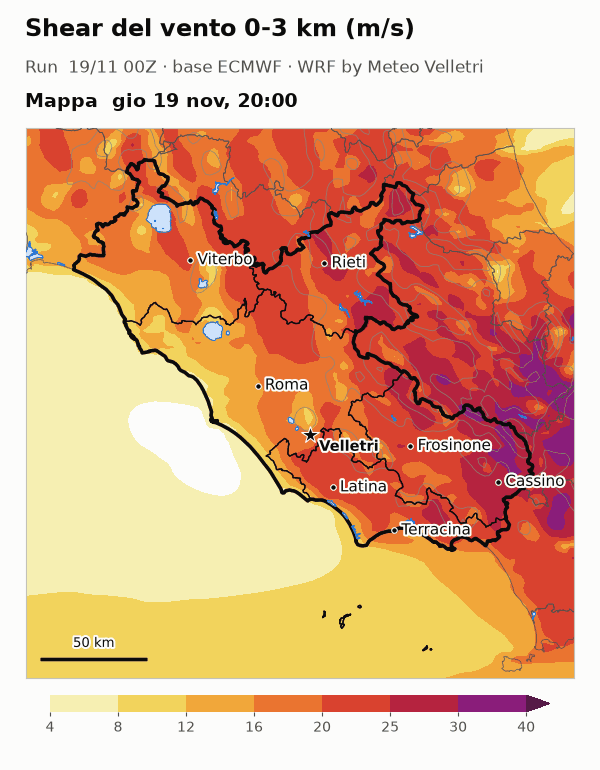 Shear del vento 0-3 km (m/s)
Run  19/11 00Z · base ECMWF · WRF by Meteo Velletri
Mappa  gio 19 nov, 20:00
Viterbo
Rieti
Roma
Velletri
Frosinone
Cassino
Latina
Terracina
50 km
4 8 12 16 20 25 30 40